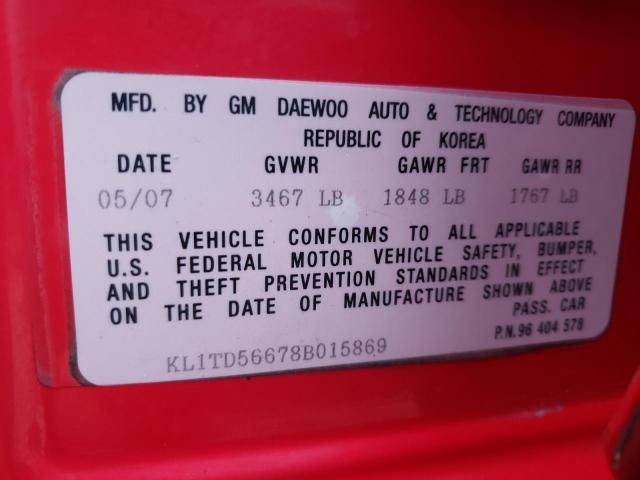 MFD. BY GM DAEWOO AUTO & TECHNOLOGY COMPANY
REPUBLIC OF KOREA
DATE GVWR GAWR FRT GAWR RR
05/07 3467 LB 1848 LB 1767 LB
THIS VEHICLE CONFORMS TO ALL APPLICABLE
U.S. FEDERAL MOTOR VEHICLE SAFETY, BUMPER,
AND THEFT PREVENTION STANDARDS IN EFFECT
ON THE DATE OF MANUFACTURE SHOWN ABOVE
PASS. CAR
P.N.96 404 578
KL1TD56678B015869